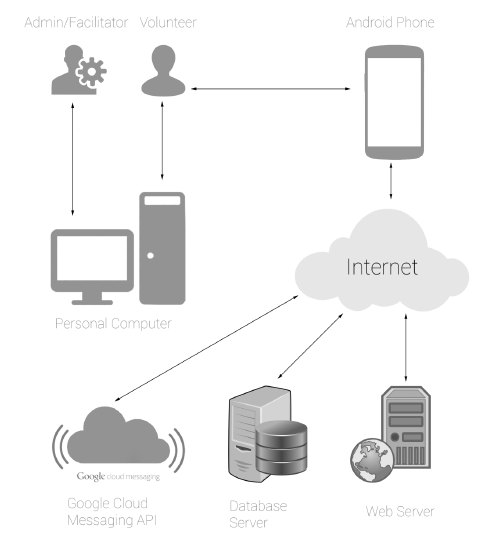 Admin/Facilitator
Volunteer
Android Phone
Internet
Personal Computer
Google cloud messaging
Google Cloud
Messaging API
Database
Server
Web Server